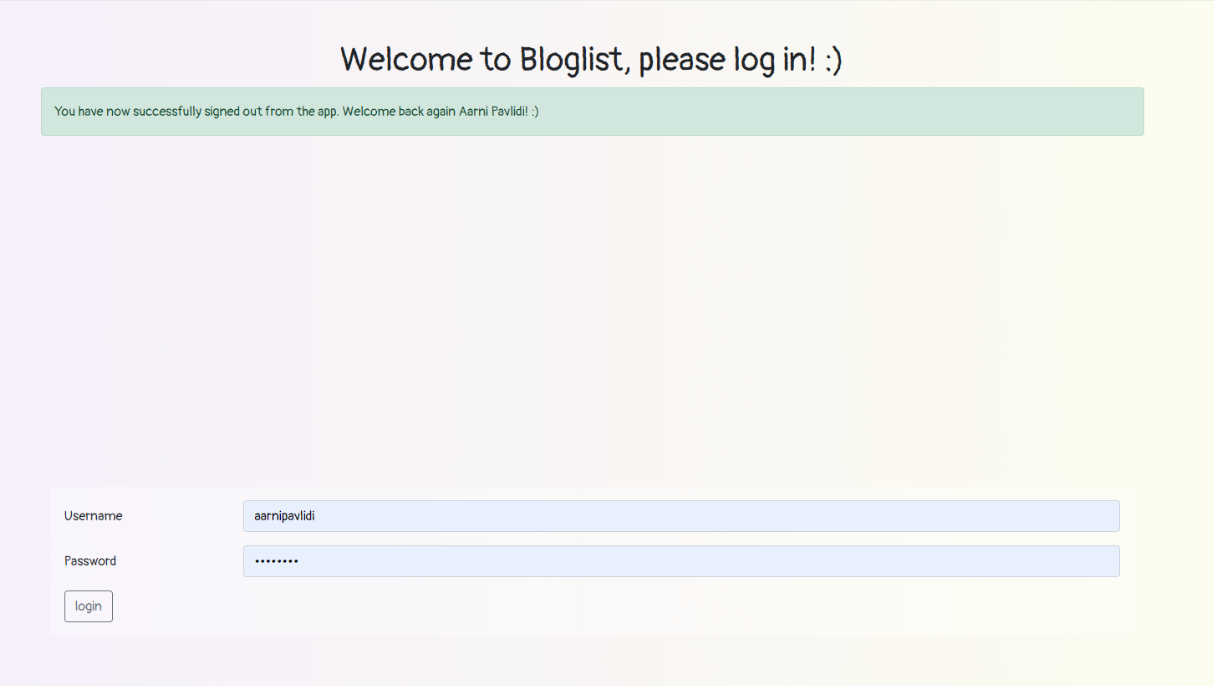 Welcome to Bloglist, please log in! :)
You have now successfully signed out from the app. Welcome back again Aarni Pavlidi! :)
Username
aarnipavlidi
Password
••••••••
login